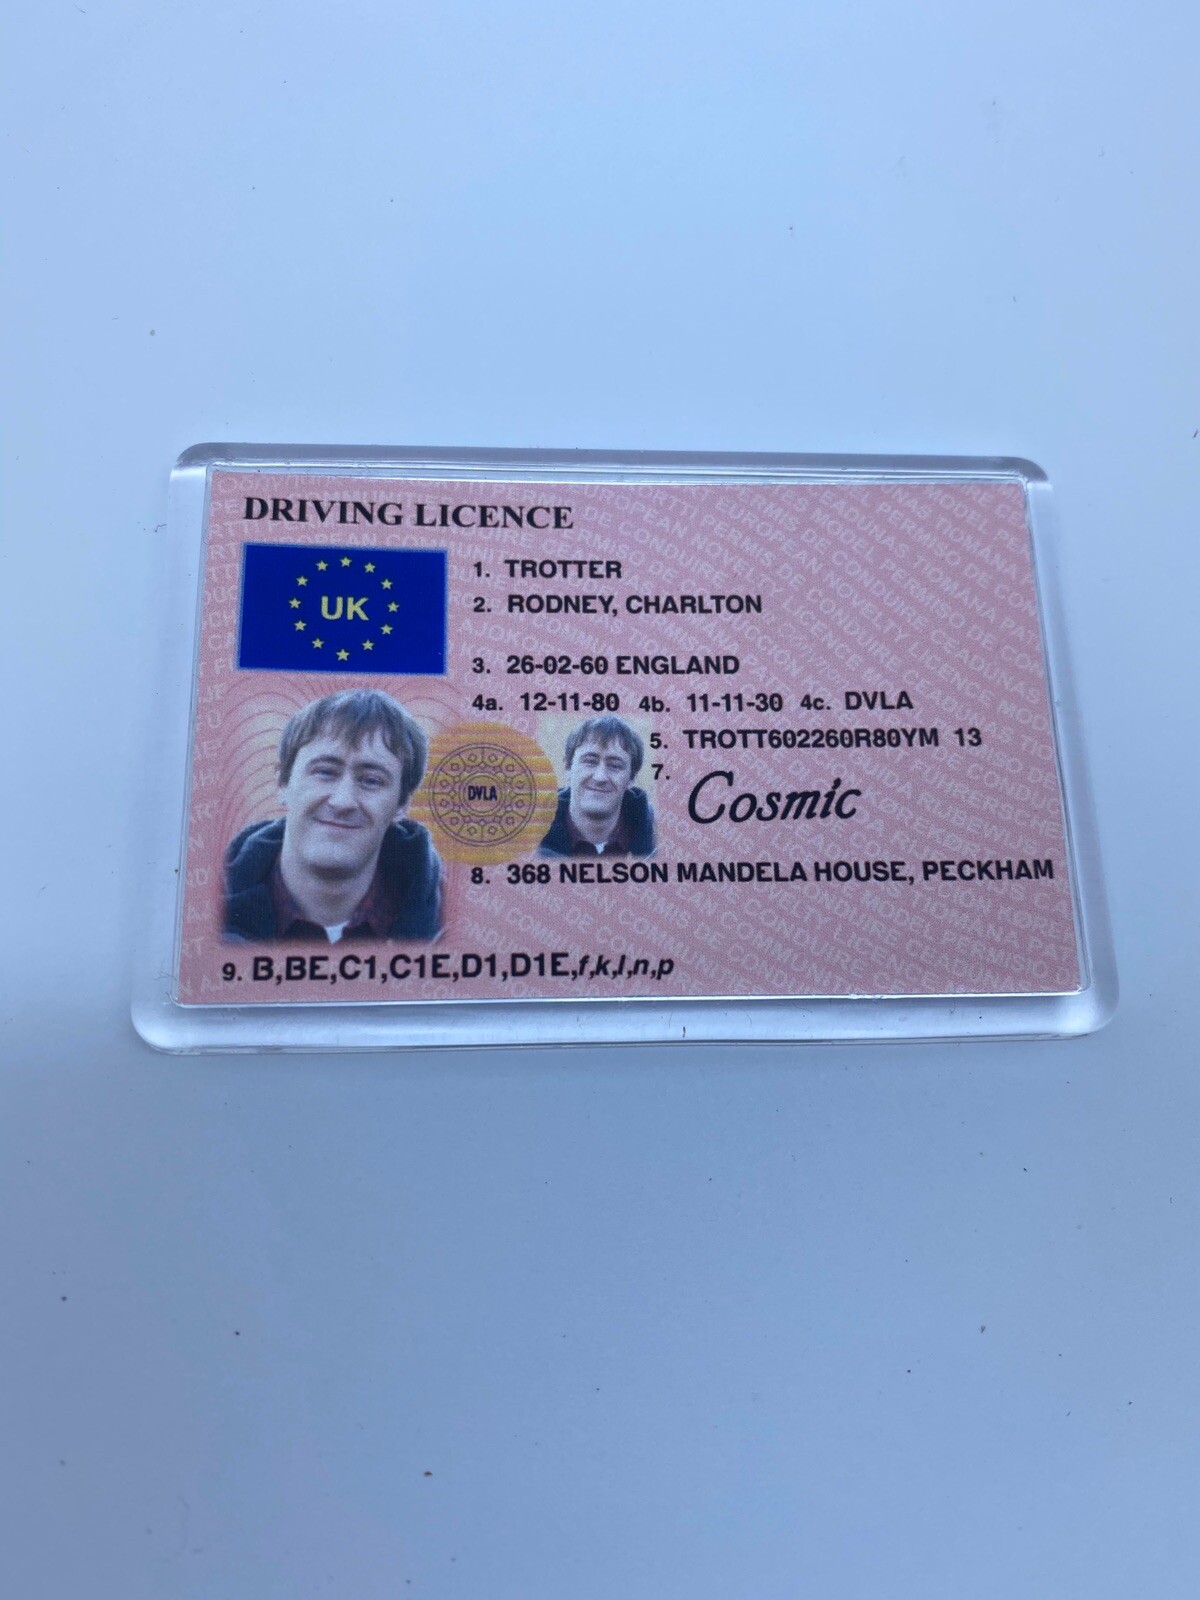 DRIVING LICENCE
UK
1. TROTTER
2. RODNEY, CHARLTON
3. 26-02-60 ENGLAND
4a. 12-11-80 4b. 11-11-30 4c. DVLA
5. TROTT602260R80YM 13
7.
Cosmic
DVLA
8. 368 NELSON MANDELA HOUSE, PECKHAM
9. B,BE,C1,C1E,D1,D1E,f,k,l,n,p